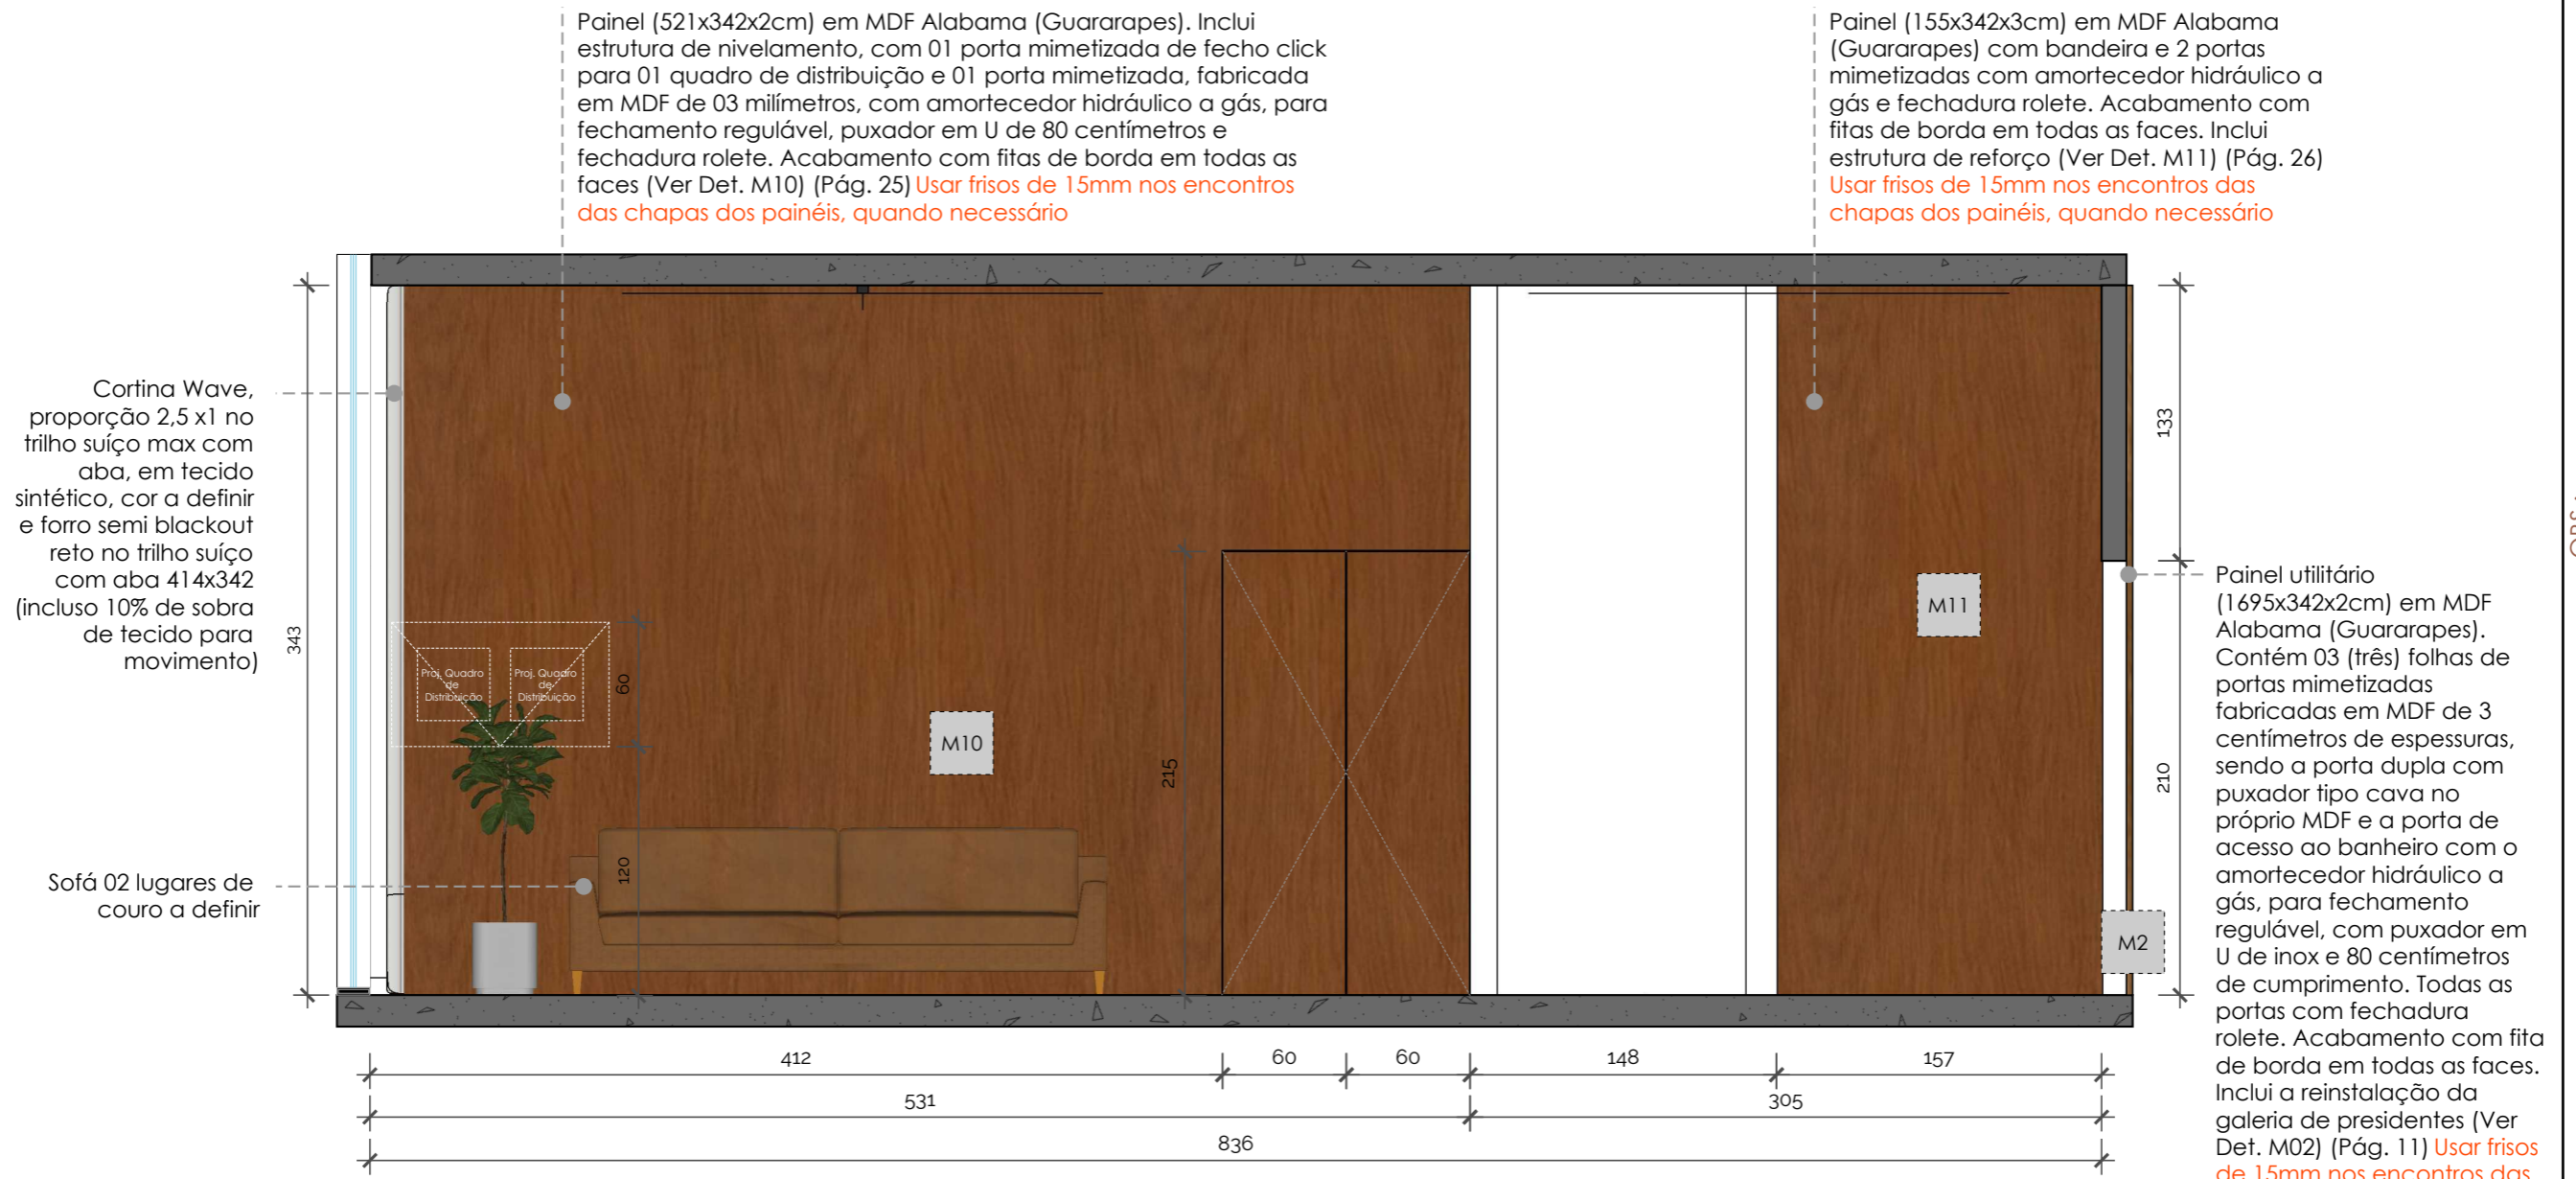 Painel (521x342x2cm) em MDF Alabama (Guararapes). Inclui
estrutura de nivelamento, com 01 porta mimetizada de fecho click
para 01 quadro de distribuição e 01 porta mimetizada, fabricada
em MDF de 03 milímetros, com amortecedor hidráulico a gás, para
fechamento regulável, puxador em U de 80 centímetros e
fechadura rolete. Acabamento com fitas de borda em todas as
faces (Ver Det. M10) (Pág. 25) Usar frisos de 15mm nos encontros
das chapas dos painéis, quando necessário
Painel (155x342x3cm) em MDF Alabama
(Guararapes) com bandeira e 2 portas
mimetizadas com amortecedor hidráulico a
gás e fechadura rolete. Acabamento com
fitas de borda em todas as faces. Inclui
estrutura de reforço (Ver Det. M11) (Pág. 26)
Usar frisos de 15mm nos encontros das
chapas dos painéis, quando necessário
Cortina Wave,
proporção 2,5 x1 no
trilho suíço max com
aba, em tecido
sintético, cor a definir
e forro semi blackout
reto no trilho suíço
com aba 414x342
(incluso 10% de sobra
de tecido para
movimento)
Sofá 02 lugares de
couro a definir
343
Proj. Quadro
de
Distribuição
Proj. Quadro
de
Distribuição
60
120
M10
215
M11
133
210
M2
Painel utilitário
(1695x342x2cm) em MDF
Alabama (Guararapes).
Contém 03 (três) folhas de
portas mimetizadas
fabricadas em MDF de 3
centímetros de espessuras,
sendo a porta dupla com
puxador tipo cava no
próprio MDF e a porta de
acesso ao banheiro com o
amortecedor hidráulico a
gás, para fechamento
regulável, com puxador em
U de inox e 80 centímetros
de cumprimento. Todas as
portas com fechadura
rolete. Acabamento com fita
de borda em todas as faces.
Inclui a reinstalação da
galeria de presidentes (Ver
Det. M02) (Pág. 11) Usar frisos
de 15mm nos encontros das
412
60
60
148
157
531
305
836